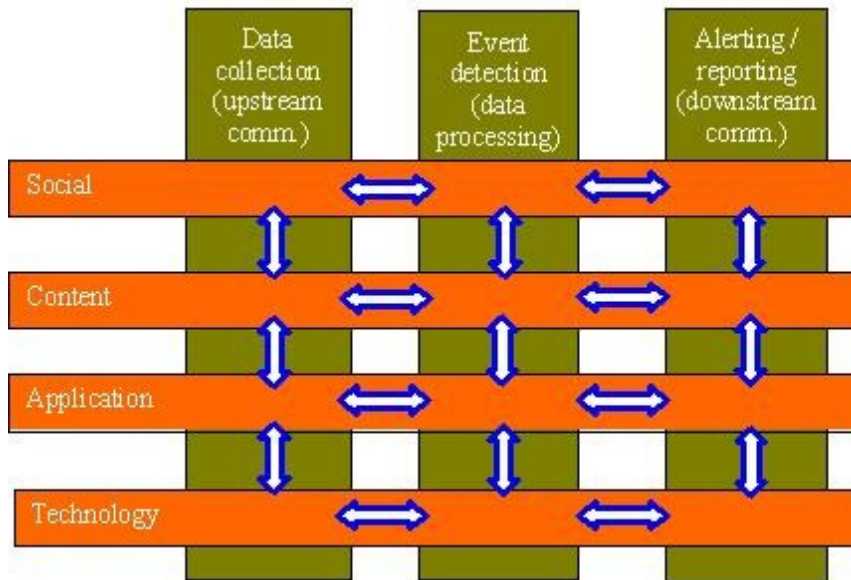 Data
collection
(upstream
comm.)
Event
detection
(data
processing)
Alerting /
reporting
(downstream
comm.)
Social
Content
Application
Technology